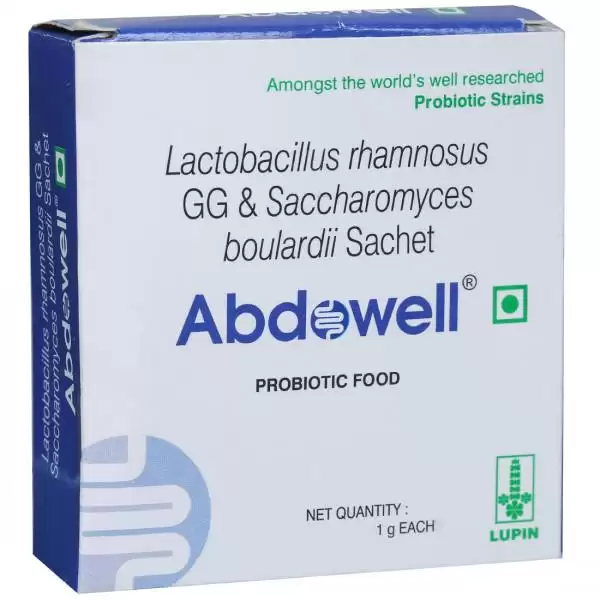 Amongst the world's well researched
Probiotic Strains
Lactobacillus rhamnosus
GG & Saccharomyces
boulardii Sachet
Abdowell®
PROBIOTIC FOOD
NET QUANTITY :
1 g EACH
LUPIN
Lactobacillus rhamnosus GG &
Saccharomyces boulardii Sachet
Abdowell®